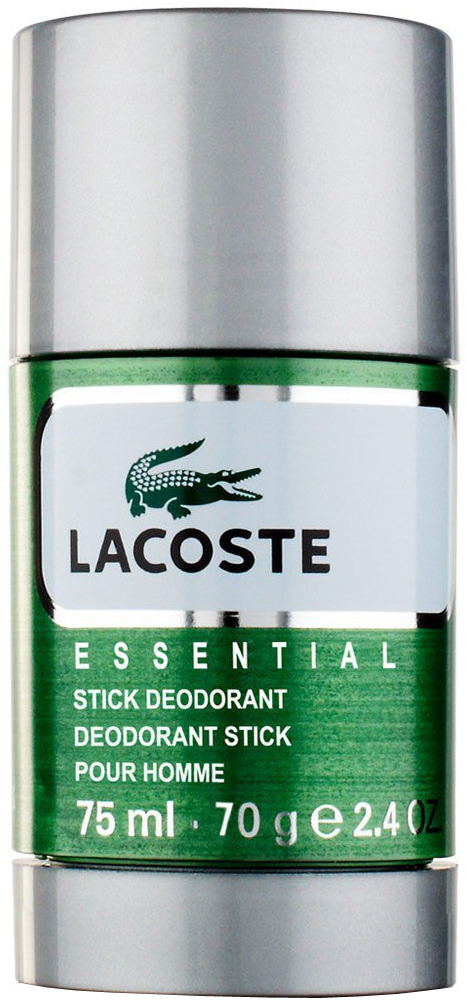 LACOSTE
ESSENTIAL
STICK DEODORANT
DEODORANT STICK
POUR HOMME
75 ml · 70 g ℮ 2.4 OZ.